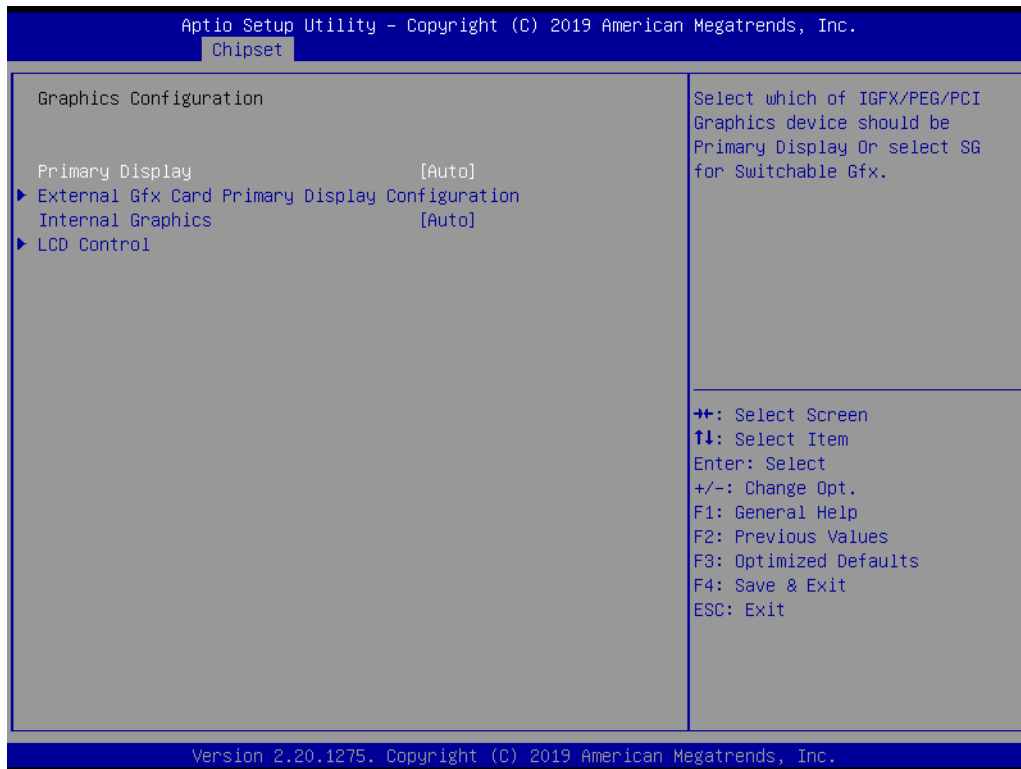 Aptio Setup Utility – Copyright (C) 2019 American Megatrends, Inc.
Chipset
Graphics Configuration
Primary Display [Auto]
External Gfx Card Primary Display Configuration
Internal Graphics [Auto]
LCD Control
Select which of IGFX/PEG/PCI
Graphics device should be
Primary Display Or select SG
for Switchable Gfx.
→←: Select Screen
↑↓: Select Item
Enter: Select
+/-: Change Opt.
F1: General Help
F2: Previous Values
F3: Optimized Defaults
F4: Save & Exit
ESC: Exit
Version 2.20.1275. Copyright (C) 2019 American Megatrends, Inc.